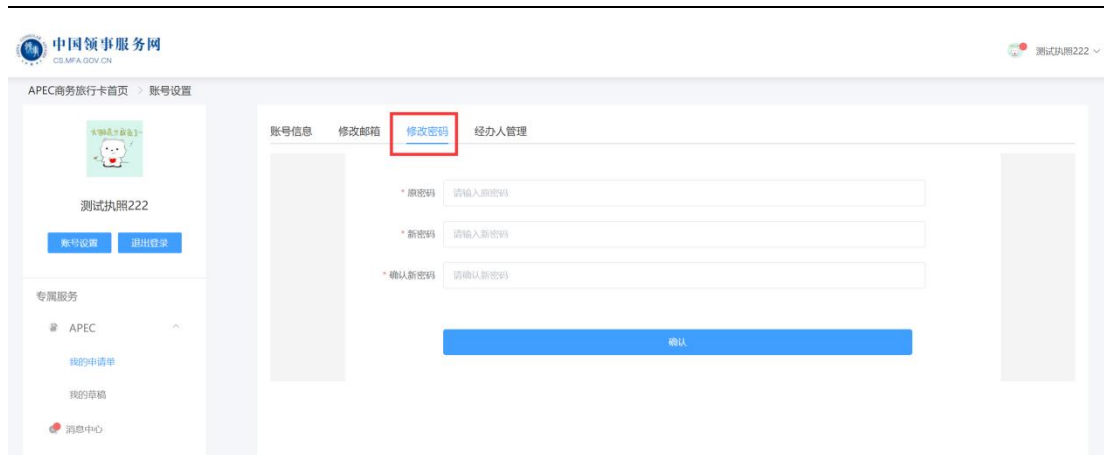 中国领事服务网
CS.MFA.GOV.CN
测试执照222
APEC商务旅行卡首页 > 账号设置
账号信息 修改邮箱 修改密码 经办人管理
测试执照222
账号设置 退出登录
* 原密码 请输入原密码
* 新密码 请输入新密码
* 确认新密码 请确认新密码
确认
专属服务
APEC
我的申请单
我的草稿
消息中心